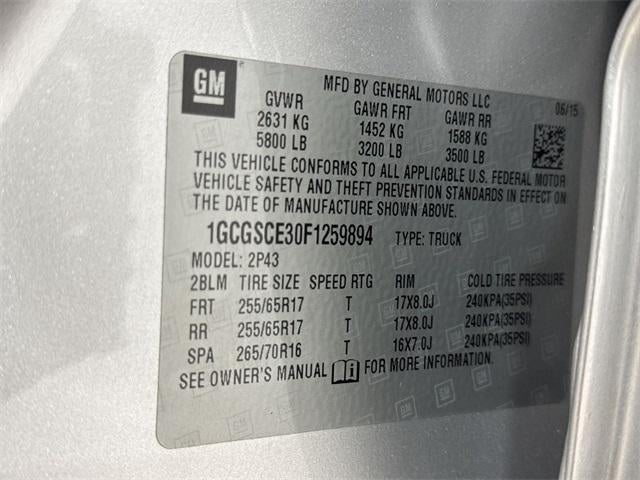 GM
MFD BY GENERAL MOTORS LLC
06/15
GVWR GAWR FRT GAWR RR
2631 KG 1452 KG 1588 KG
5800 LB 3200 LB 3500 LB
THIS VEHICLE CONFORMS TO ALL APPLICABLE U.S. FEDERAL MOTOR
VEHICLE SAFETY AND THEFT PREVENTION STANDARDS IN EFFECT ON
THE DATE OF MANUFACTURE SHOWN ABOVE.
1GCGSCE30F1259894 TYPE: TRUCK
MODEL: 2P43
2BLM TIRE SIZE SPEED RTG RIM COLD TIRE PRESSURE
FRT 255/65R17 T 17X8.0J 240KPA(35PSI)
RR 255/65R17 T 17X8.0J 240KPA(35PSI)
SPA 265/70R16 T 16X7.0J 240KPA(35PSI)
SEE OWNER'S MANUAL i FOR MORE INFORMATION.